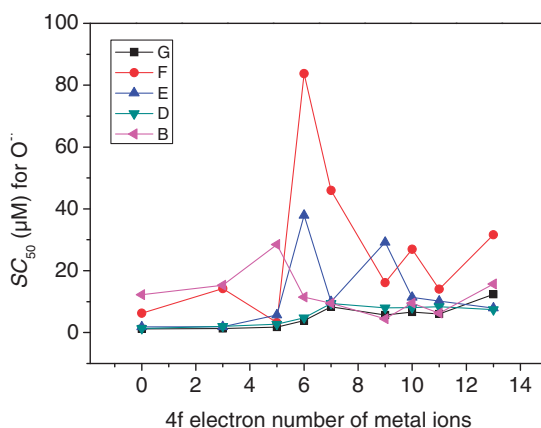 100
80
60
40
20
0
SC50 (μM) for O⁻·
G
F
E
D
B
0 2 4 6 8 10 12 14
4f electron number of metal ions